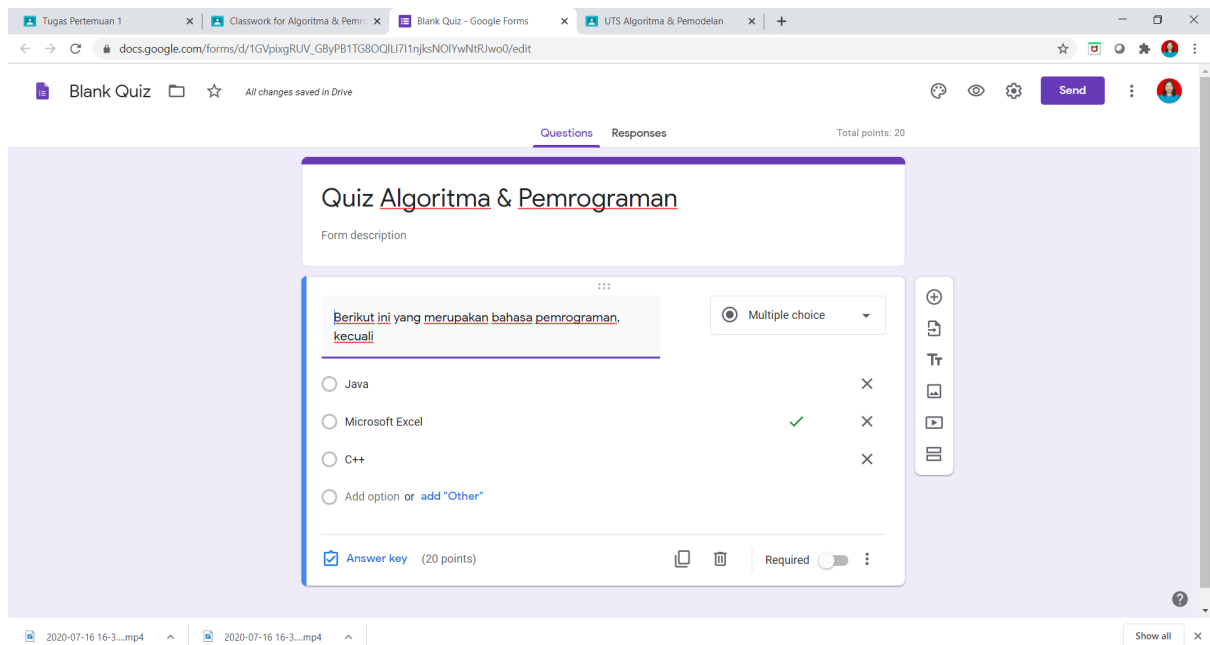 Tugas Pertemuan 1
Classwork for Algoritma & Pemro
Blank Quiz - Google Forms
UTS Algoritma & Pemodelan
docs.google.com/forms/d/1GVpixgRUV_GByPB1TG8OQlLI7I1njksNOIYwNtRJwo0/edit
Blank Quiz
All changes saved in Drive
Send
Questions
Responses
Total points: 20
Quiz Algoritma & Pemrograman
Form description
Berikut ini yang merupakan bahasa pemrograman,
kecuali
Multiple choice
Java
Microsoft Excel
C++
Add option or add "Other"
Answer key (20 points)
Required
2020-07-16 16-3....mp4
2020-07-16 16-3....mp4
Show all